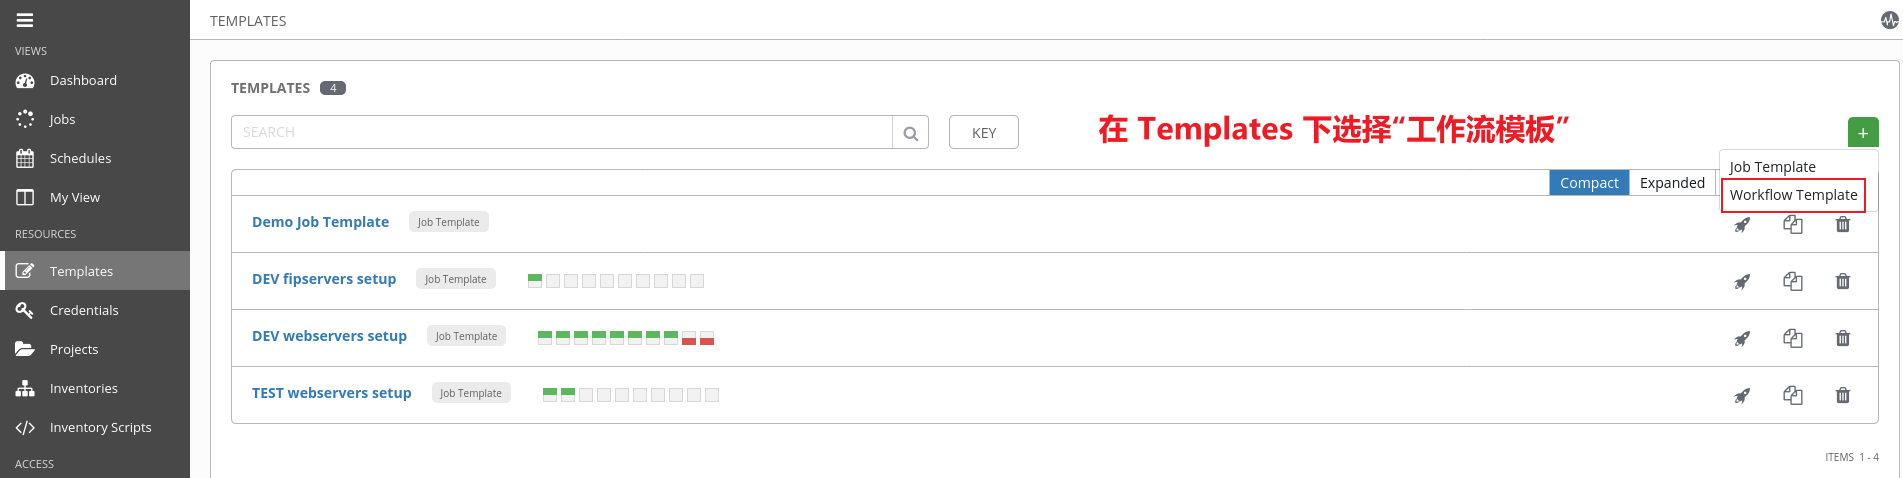 TEMPLATES
VIEWS
Dashboard
Jobs
Schedules
My View
RESOURCES
Templates
Credentials
Projects
Inventories
Inventory Scripts
ACCESS
TEMPLATES 4
SEARCH
KEY
在 Templates 下选择“工作流模板”
+
Job Template
Workflow Template
Compact Expanded
Demo Job Template Job Template
DEV fipservers setup Job Template
DEV webservers setup Job Template
TEST webservers setup Job Template
ITEMS 1 - 4